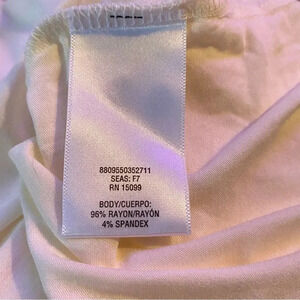 8809550352711
SEAS: F7
RN 15099
BODY/CUERPO:
96% RAYON/RAYÓN
4% SPANDEX